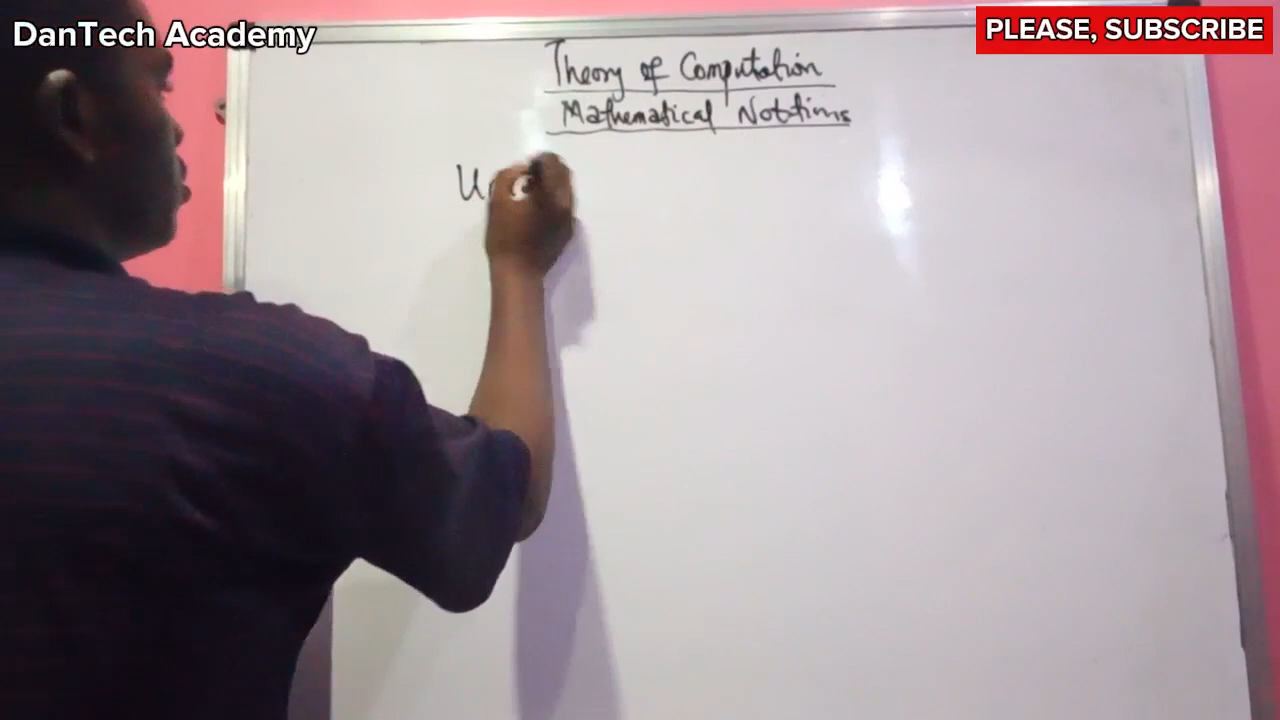 DanTech Academy
PLEASE, SUBSCRIBE
Theory of Computation
Mathematical Notations